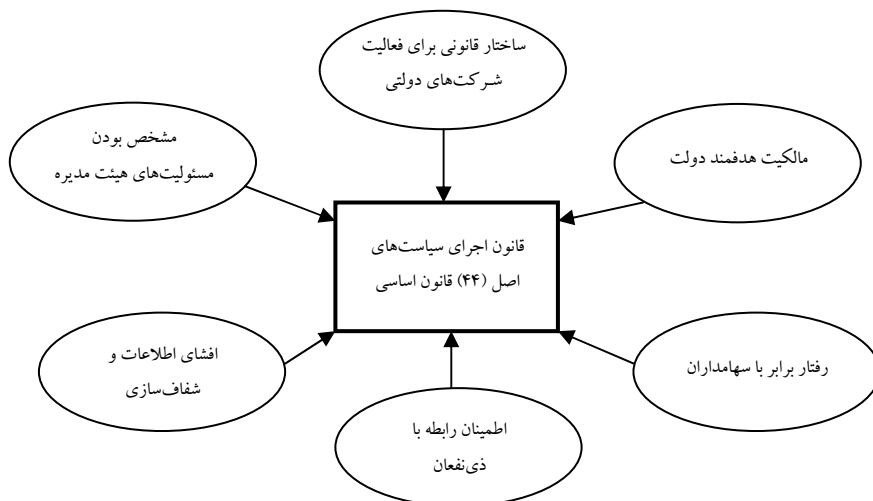 ساختار قانونی برای فعالیت
شرکت‌های دولتی
مشخص بودن
مسئولیت‌های هیئت مدیره
مالکیت هدفمند دولت
قانون اجرای سیاست‌های
اصل (۴۴) قانون اساسی
افشای اطلاعات و
شفاف‌سازی
رفتار برابر با سهامداران
اطمینان رابطه با
ذی‌نفعان